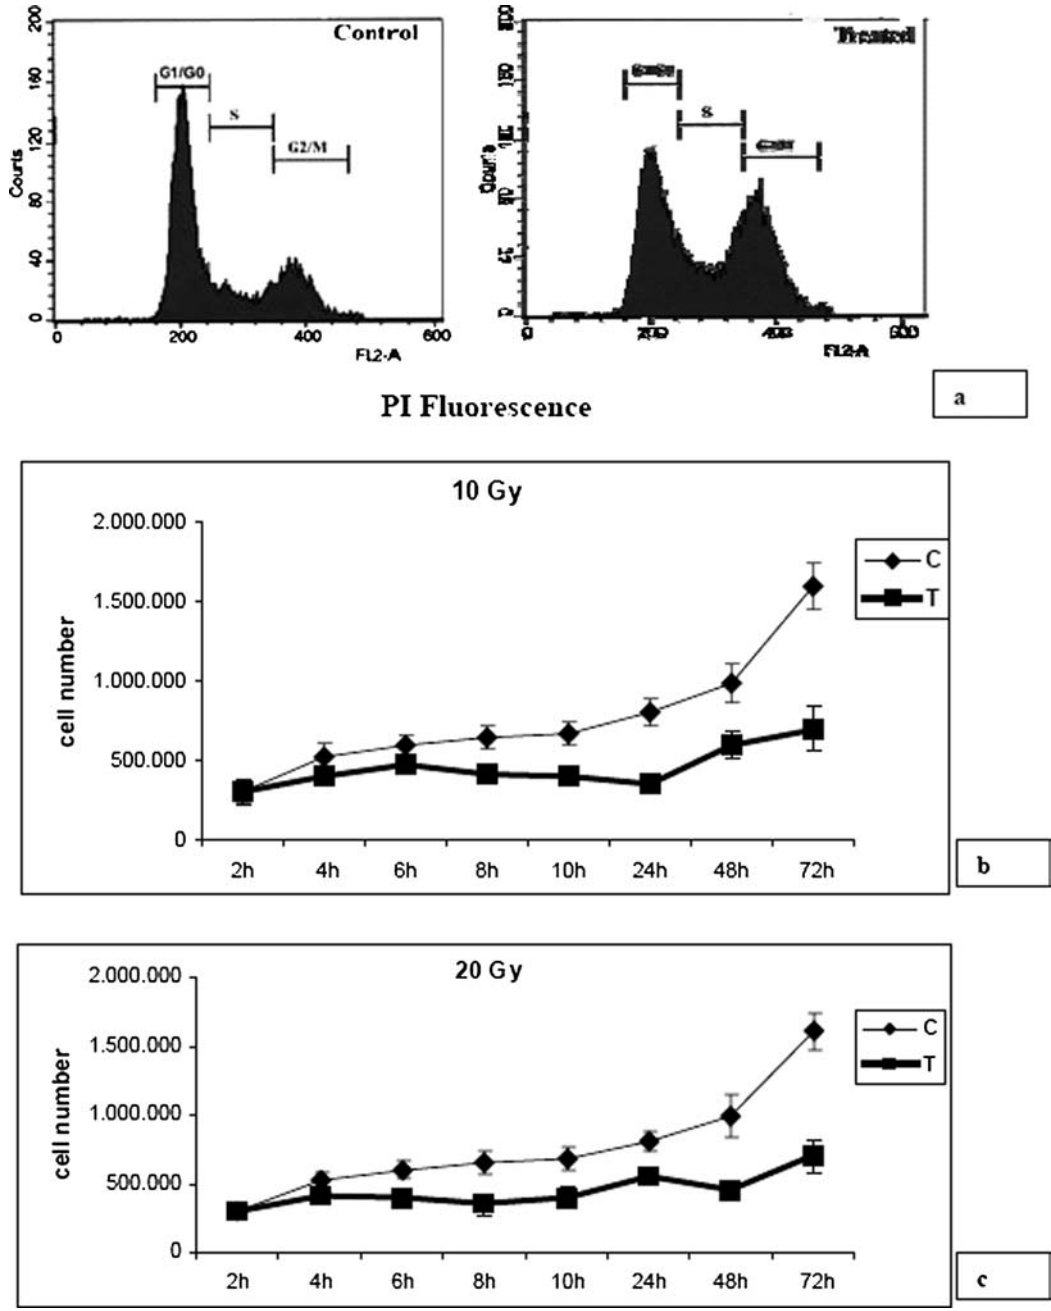 Control
200
160
120
80
40
0
Counts
G1/G0
S
G2/M
0 200 400 600
FL2-A
Treated
Counts
S
FL2-A
PI Fluorescence
a
10 Gy
2.000.000
1.500.000
1.000.000
500.000
0
cell number
2h 4h 6h 8h 10h 24h 48h 72h
C
T
b
20 Gy
2.000.000
1.500.000
1.000.000
500.000
0
cell number
2h 4h 6h 8h 10h 24h 48h 72h
C
T
c